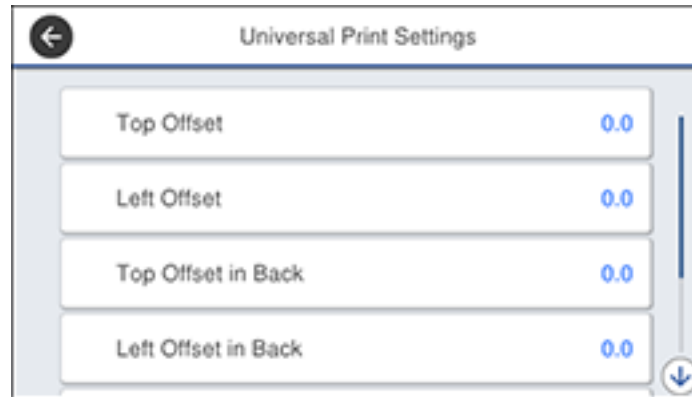 Universal Print Settings
Top Offset 0.0
Left Offset 0.0
Top Offset in Back 0.0
Left Offset in Back 0.0